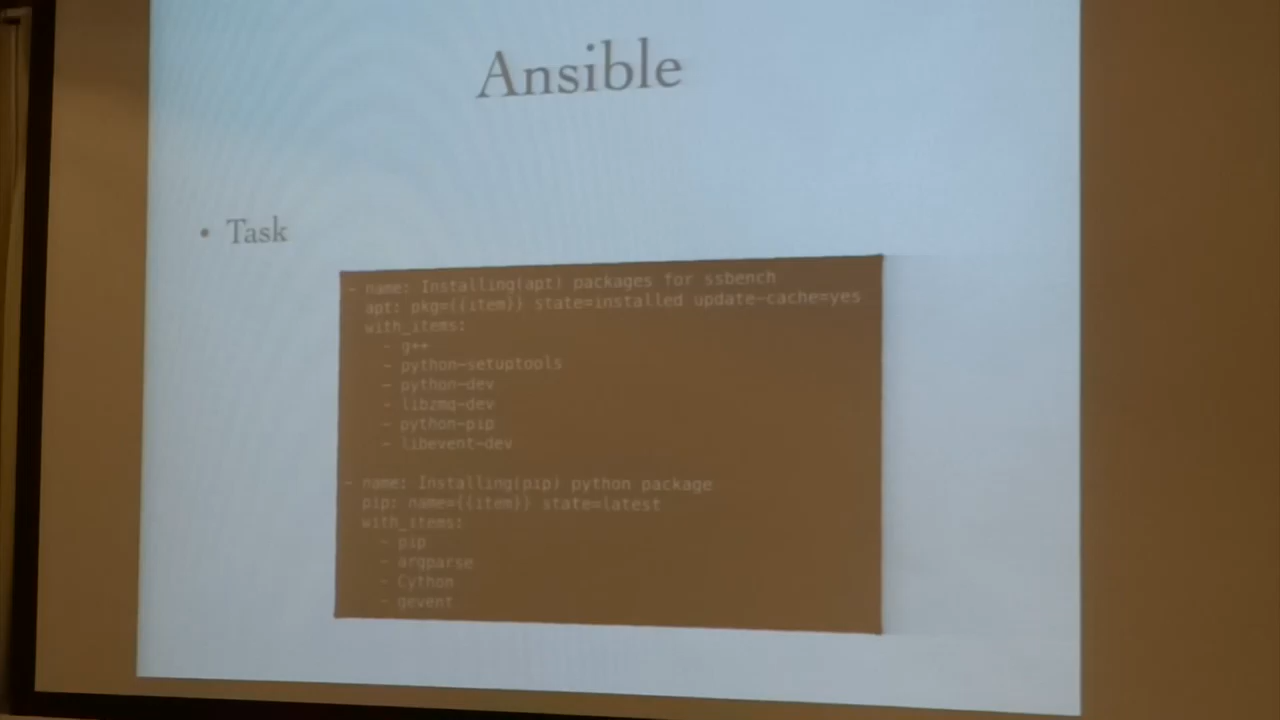 Ansible
• Task
- name: Installing(apt) packages for ssbench
  apt: pkg={{item}} state=installed update-cache=yes
  with_items:
    - g++
    - python-setuptools
    - python-dev
    - libzmq-dev
    - python-pip
    - libevent-dev
- name: Installing(pip) python package
  pip: name={{item}} state=latest
  with_items:
    - pip
    - argparse
    - Cython
    - gevent